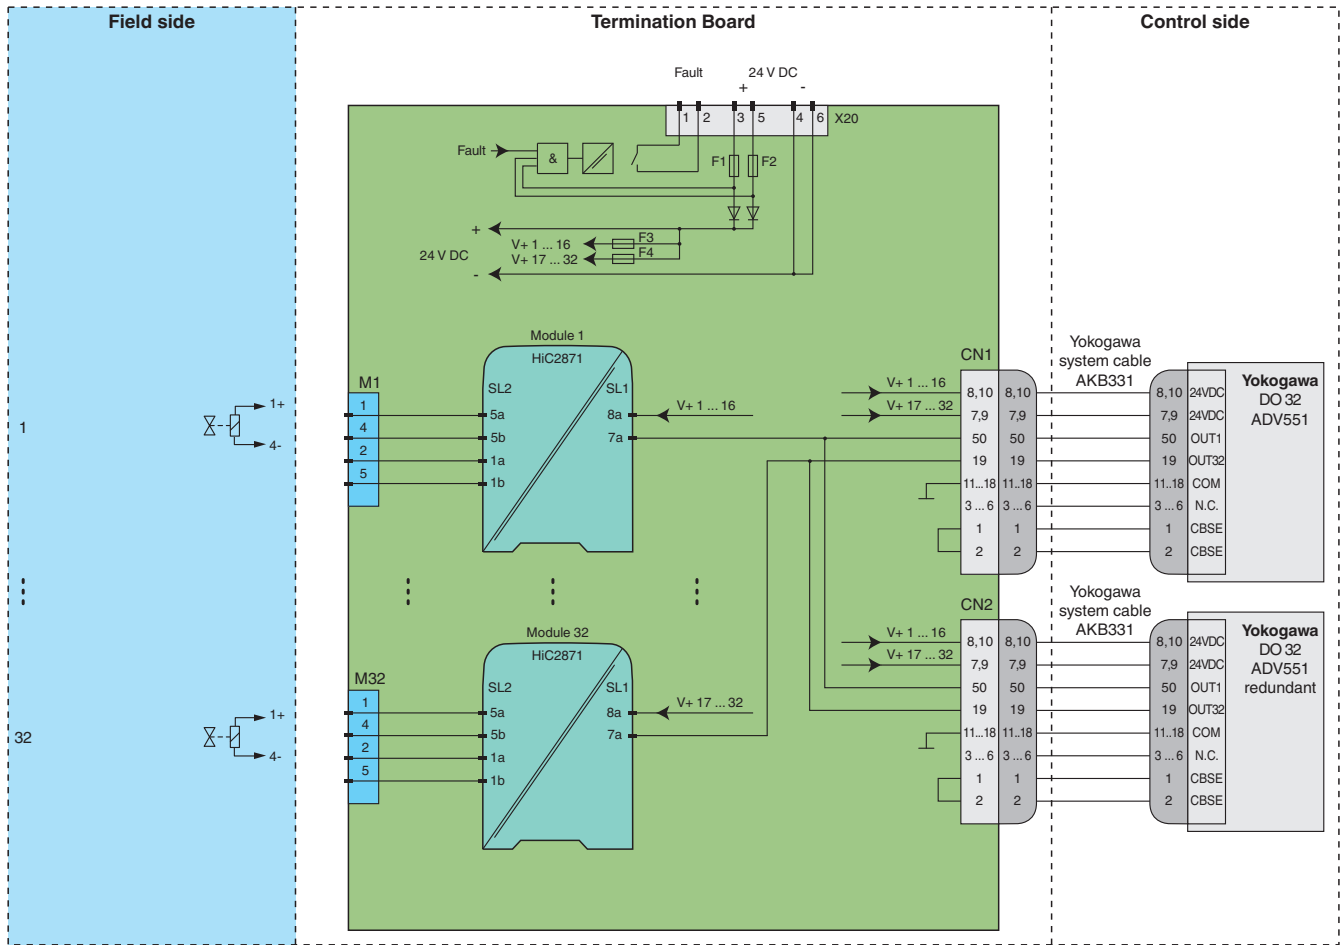 Field side
Termination Board
Control side
Fault
24 V DC
+
-
1
2
3
5
4
6
X20
Fault
&
F1
F2
+
24 V DC
-
V+ 1 ... 16
F3
V+ 17 ... 32
F4
Module 1
HiC2871
SL2
SL1
5a
5b
1a
1b
8a
7a
V+ 1 ... 16
M1
1
4
2
5
1
1+
4-
CN1
V+ 1 ... 16
V+ 17 ... 32
8,10 8,10
7,9 7,9
50 50
19 19
11..18 11..18
3 ... 6 3 ... 6
1 1
2 2
Yokogawa
system cable
AKB331
8,10 24VDC
7,9 24VDC
50 OUT1
19 OUT32
11..18 COM
3 ... 6 N.C.
1 CBSE
2 CBSE
Yokogawa
DO 32
ADV551
Module 32
HiC2871
SL2
SL1
5a
5b
1a
1b
8a
7a
V+ 17 ... 32
M32
1
4
2
5
32
1+
4-
CN2
V+ 1 ... 16
V+ 17 ... 32
8,10 8,10
7,9 7,9
50 50
19 19
11..18 11..18
3 ... 6 3 ... 6
1 1
2 2
Yokogawa
system cable
AKB331
8,10 24VDC
7,9 24VDC
50 OUT1
19 OUT32
11..18 COM
3 ... 6 N.C.
1 CBSE
2 CBSE
Yokogawa
DO 32
ADV551
redundant